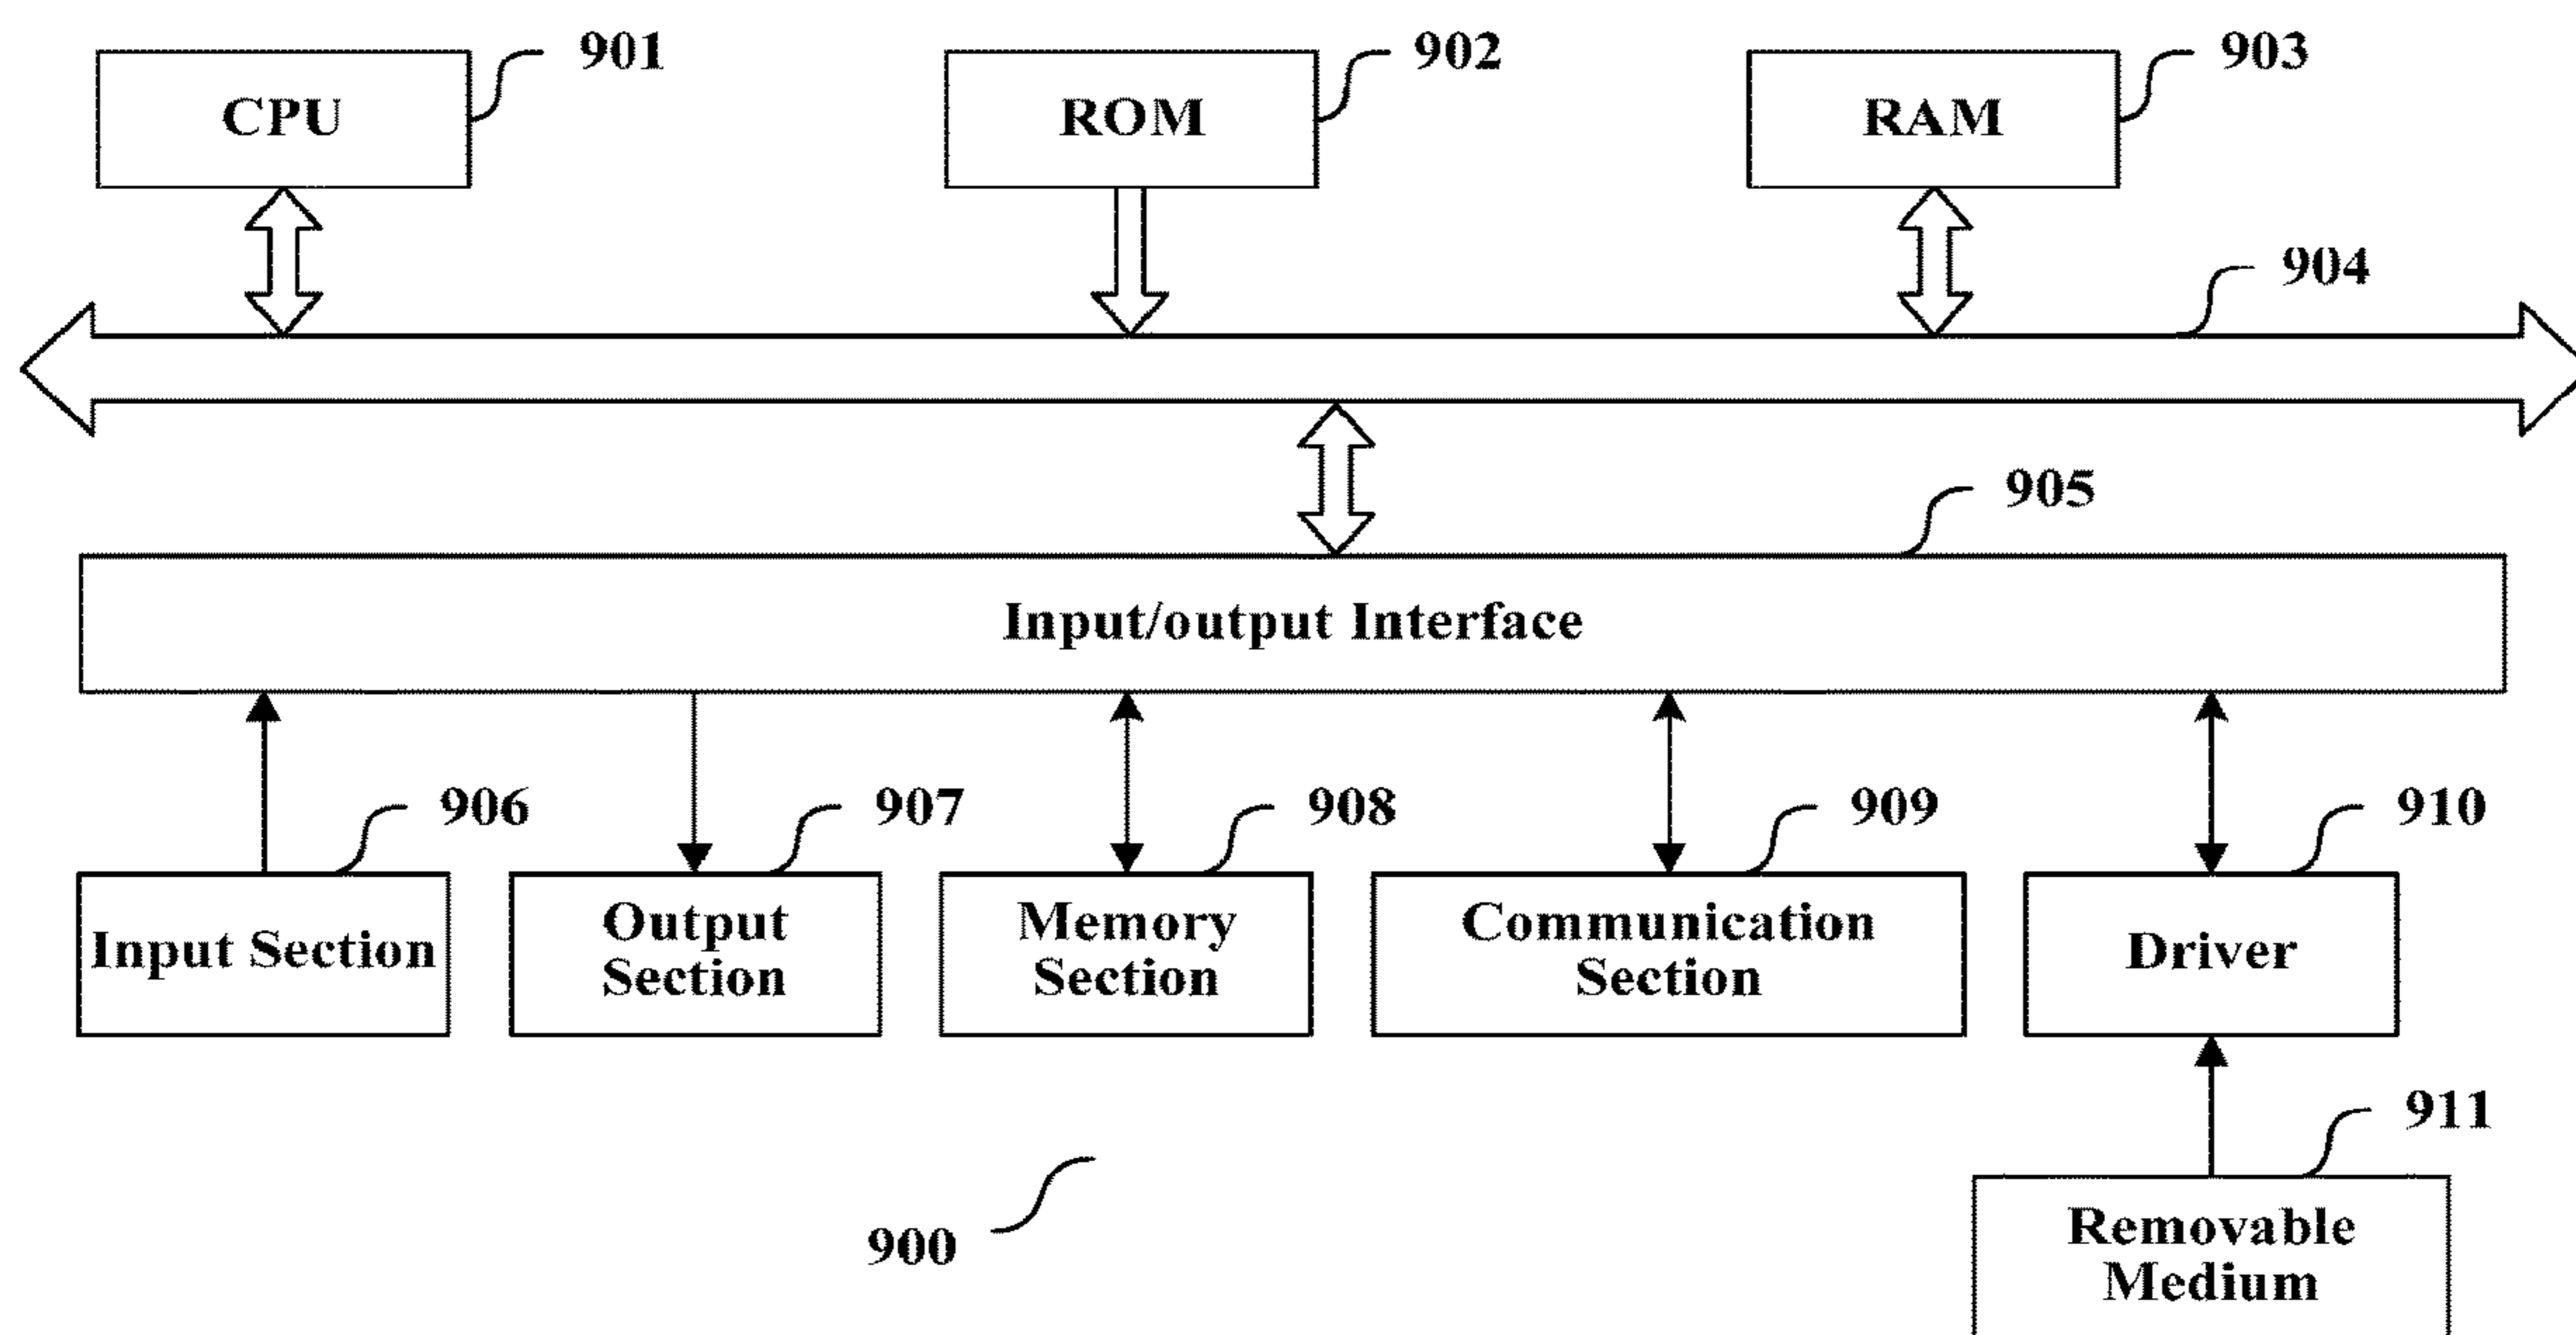 CPU
901
ROM
902
RAM
903
904
905
Input/output Interface
906
907
908
909
910
Input Section
Output
Section
Memory
Section
Communication
Section
Driver
911
900
Removable
Medium